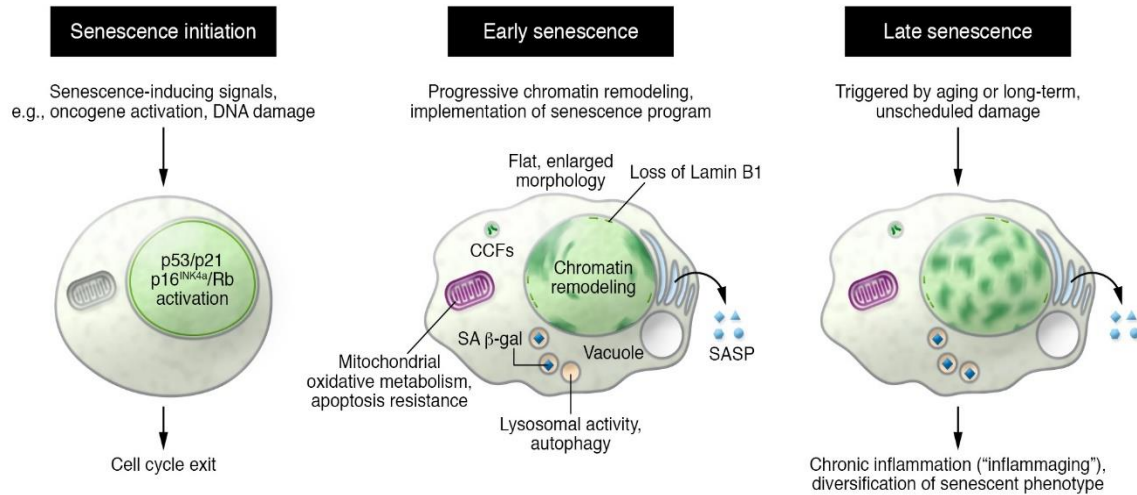 Senescence initiation
Senescence-inducing signals,
e.g., oncogene activation, DNA damage
p53/p21
p16INK4a/Rb
activation
Cell cycle exit
Early senescence
Progressive chromatin remodeling,
implementation of senescence program
Flat, enlarged
morphology
Loss of Lamin B1
CCFs
Chromatin
remodeling
SA β-gal
Vacuole
SASP
Mitochondrial
oxidative metabolism,
apoptosis resistance
Lysosomal activity,
autophagy
Late senescence
Triggered by aging or long-term,
unscheduled damage
Chronic inflammation (“inflammaging”),
diversification of senescent phenotype